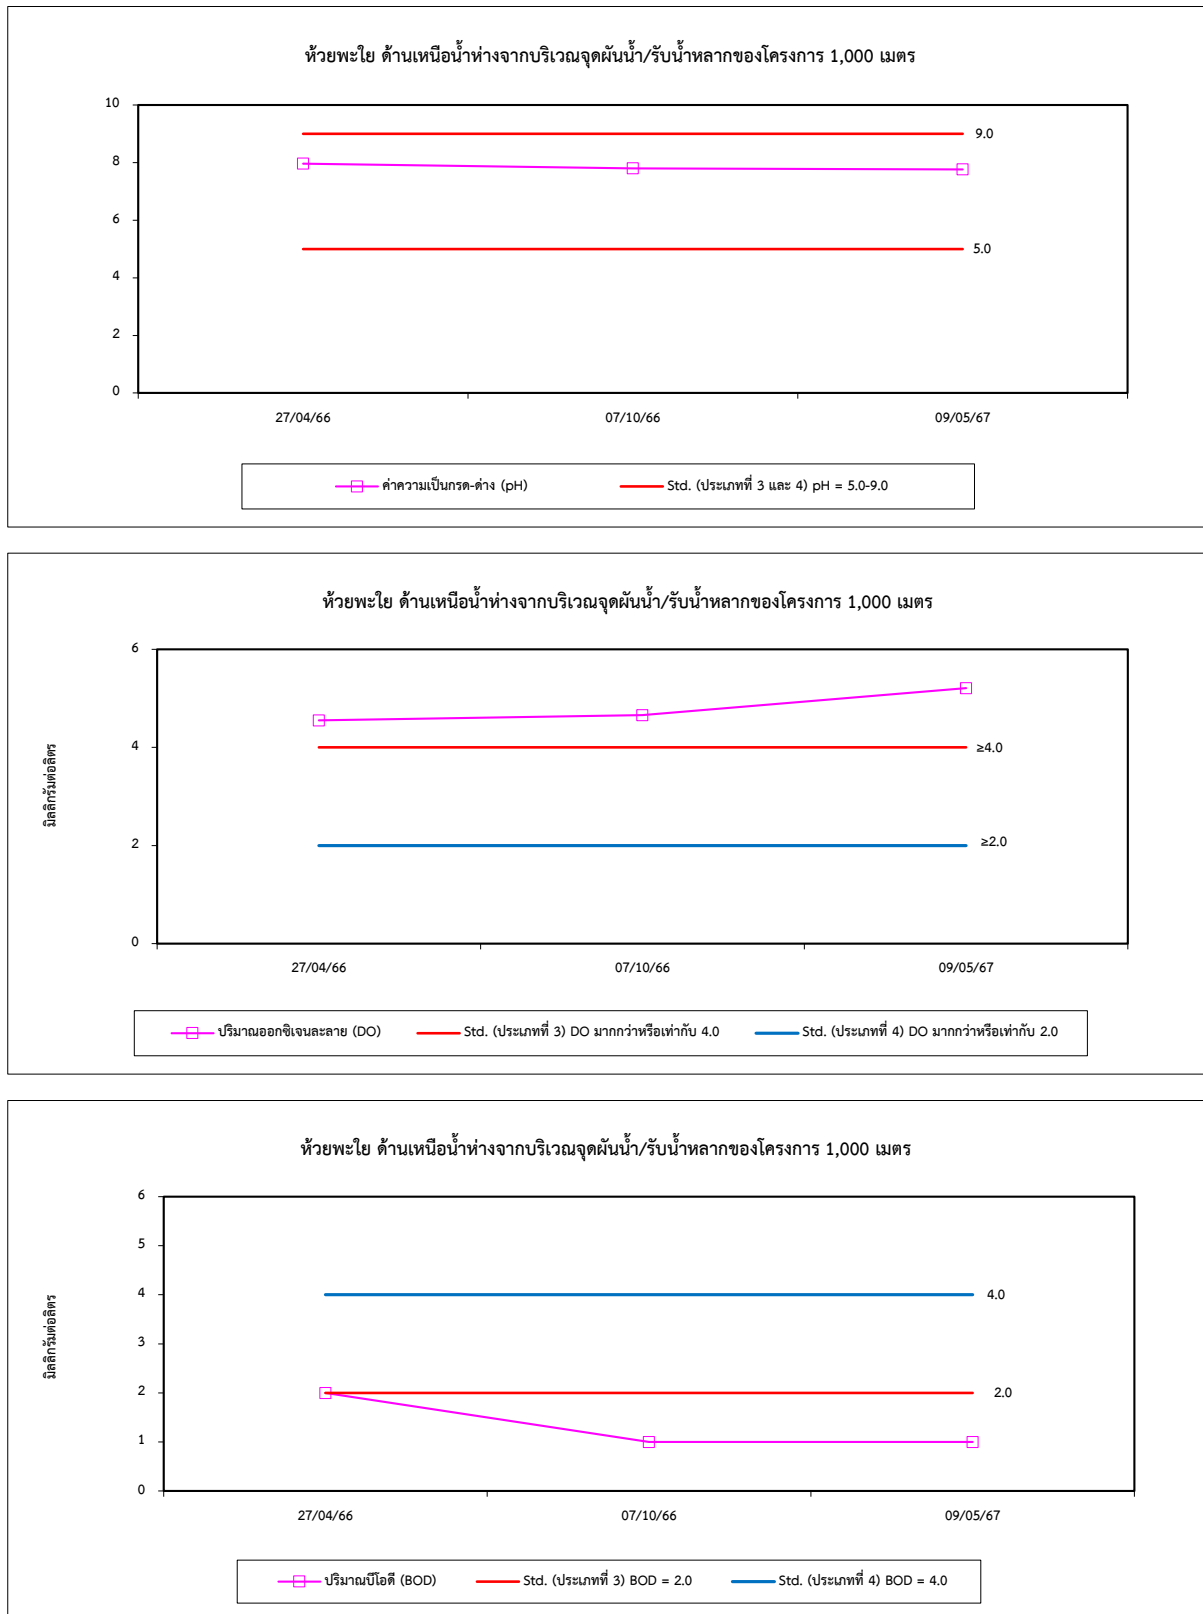 ห้วยพะใย ด้านเหนือน้ำห่างจากบริเวณจุดผันน้ำ/รับน้ำหลากของโครงการ 1,000 เมตร
10
8
6
4
2
0
9.0
5.0
27/04/66 07/10/66 09/05/67
ค่าความเป็นกรด-ด่าง (pH) Std. (ประเภทที่ 3 และ 4) pH = 5.0-9.0
ห้วยพะใย ด้านเหนือน้ำห่างจากบริเวณจุดผันน้ำ/รับน้ำหลากของโครงการ 1,000 เมตร
มิลลิกรัมต่อลิตร
6
4
2
0
≥4.0
≥2.0
27/04/66 07/10/66 09/05/67
ปริมาณออกซิเจนละลาย (DO) Std. (ประเภทที่ 3) DO มากกว่าหรือเท่ากับ 4.0 Std. (ประเภทที่ 4) DO มากกว่าหรือเท่ากับ 2.0
ห้วยพะใย ด้านเหนือน้ำห่างจากบริเวณจุดผันน้ำ/รับน้ำหลากของโครงการ 1,000 เมตร
มิลลิกรัมต่อลิตร
6
5
4
3
2
1
0
4.0
2.0
27/04/66 07/10/66 09/05/67
ปริมาณบีโอดี (BOD) Std. (ประเภทที่ 3) BOD = 2.0 Std. (ประเภทที่ 4) BOD = 4.0